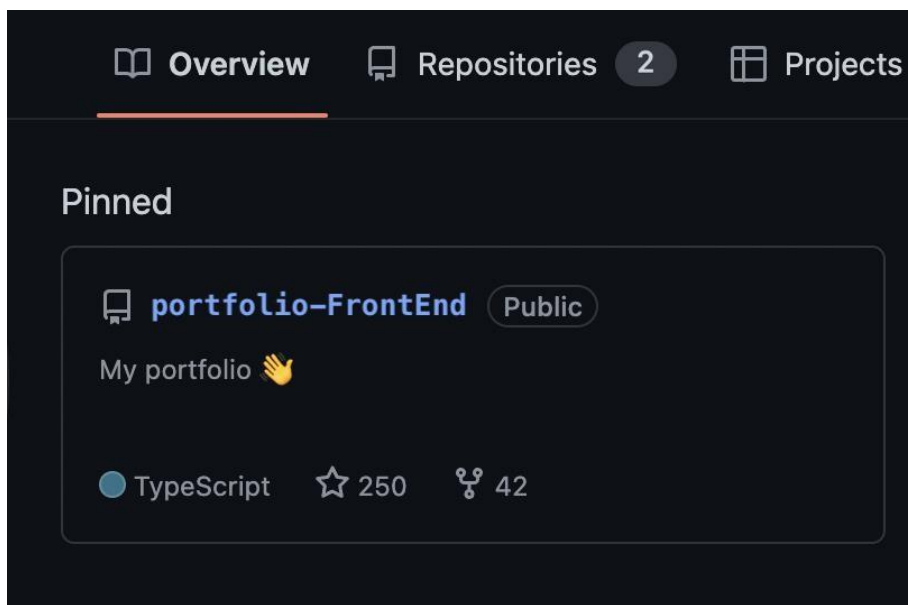 Overview Repositories 2 Projects
Pinned
portfolio-FrontEnd Public
My portfolio 👋
TypeScript 250 42